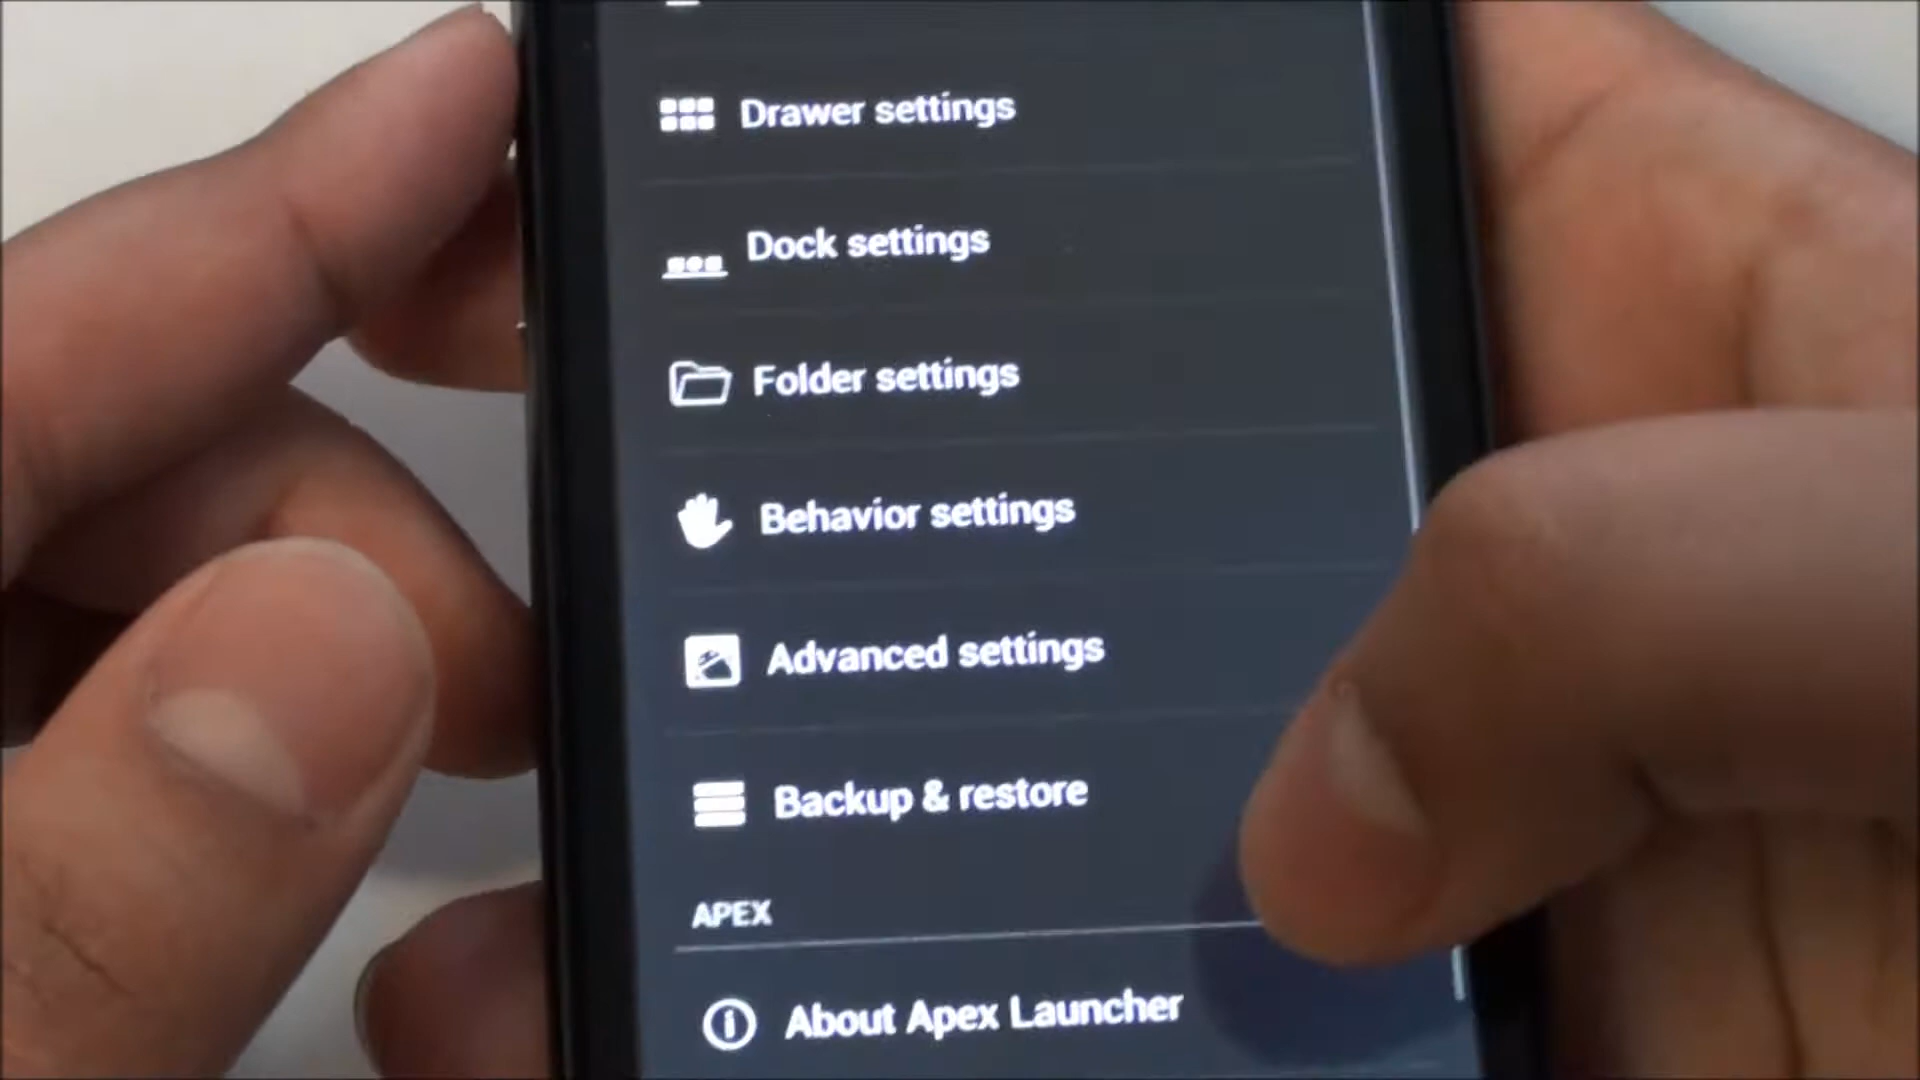 Drawer settings
Dock settings
Folder settings
Behavior settings
Advanced settings
Backup & restore
APEX
About Apex Launcher